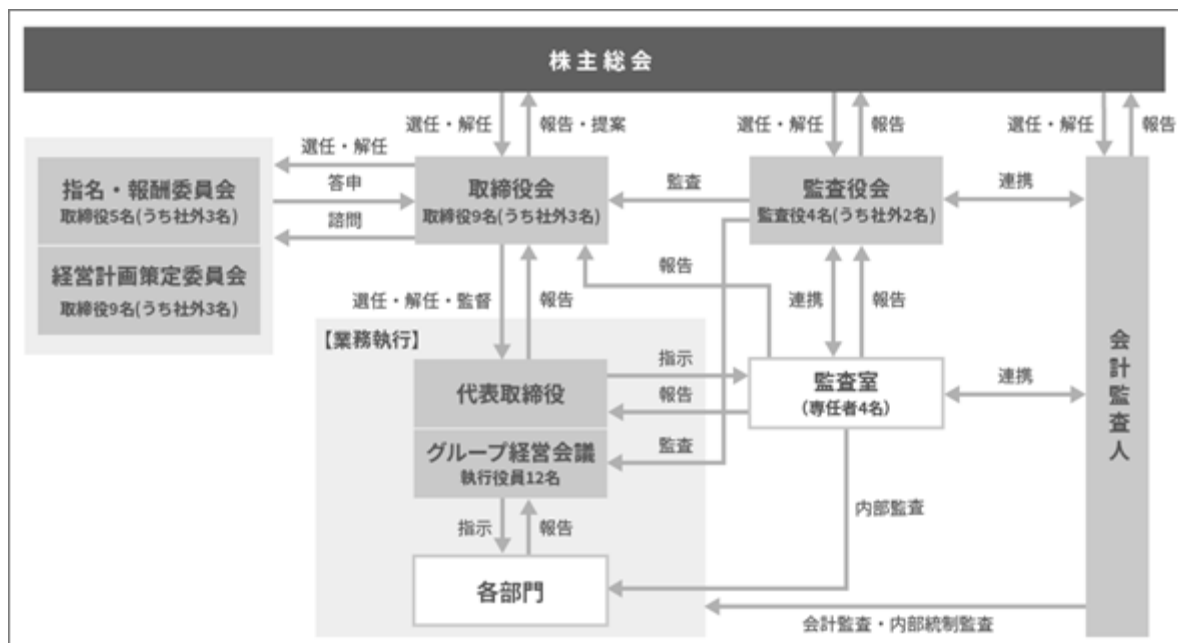 株主総会
選任・解任
報告・提案
選任・解任
報告
選任・解任
報告
指名・報酬委員会
取締役5名(うち社外3名)
経営計画策定委員会
取締役9名(うち社外3名)
選任・解任
答申
諮問
取締役会
取締役9名(うち社外3名)
監査
監査役会
監査役4名(うち社外2名)
連携
選任・解任・監督
報告
報告
連携
報告
【業務執行】
代表取締役
グループ経営会議
執行役員12名
指示
報告
監査
監査室
(専任者4名)
連携
会計監査人
指示
報告
内部監査
各部門
会計監査・内部統制監査